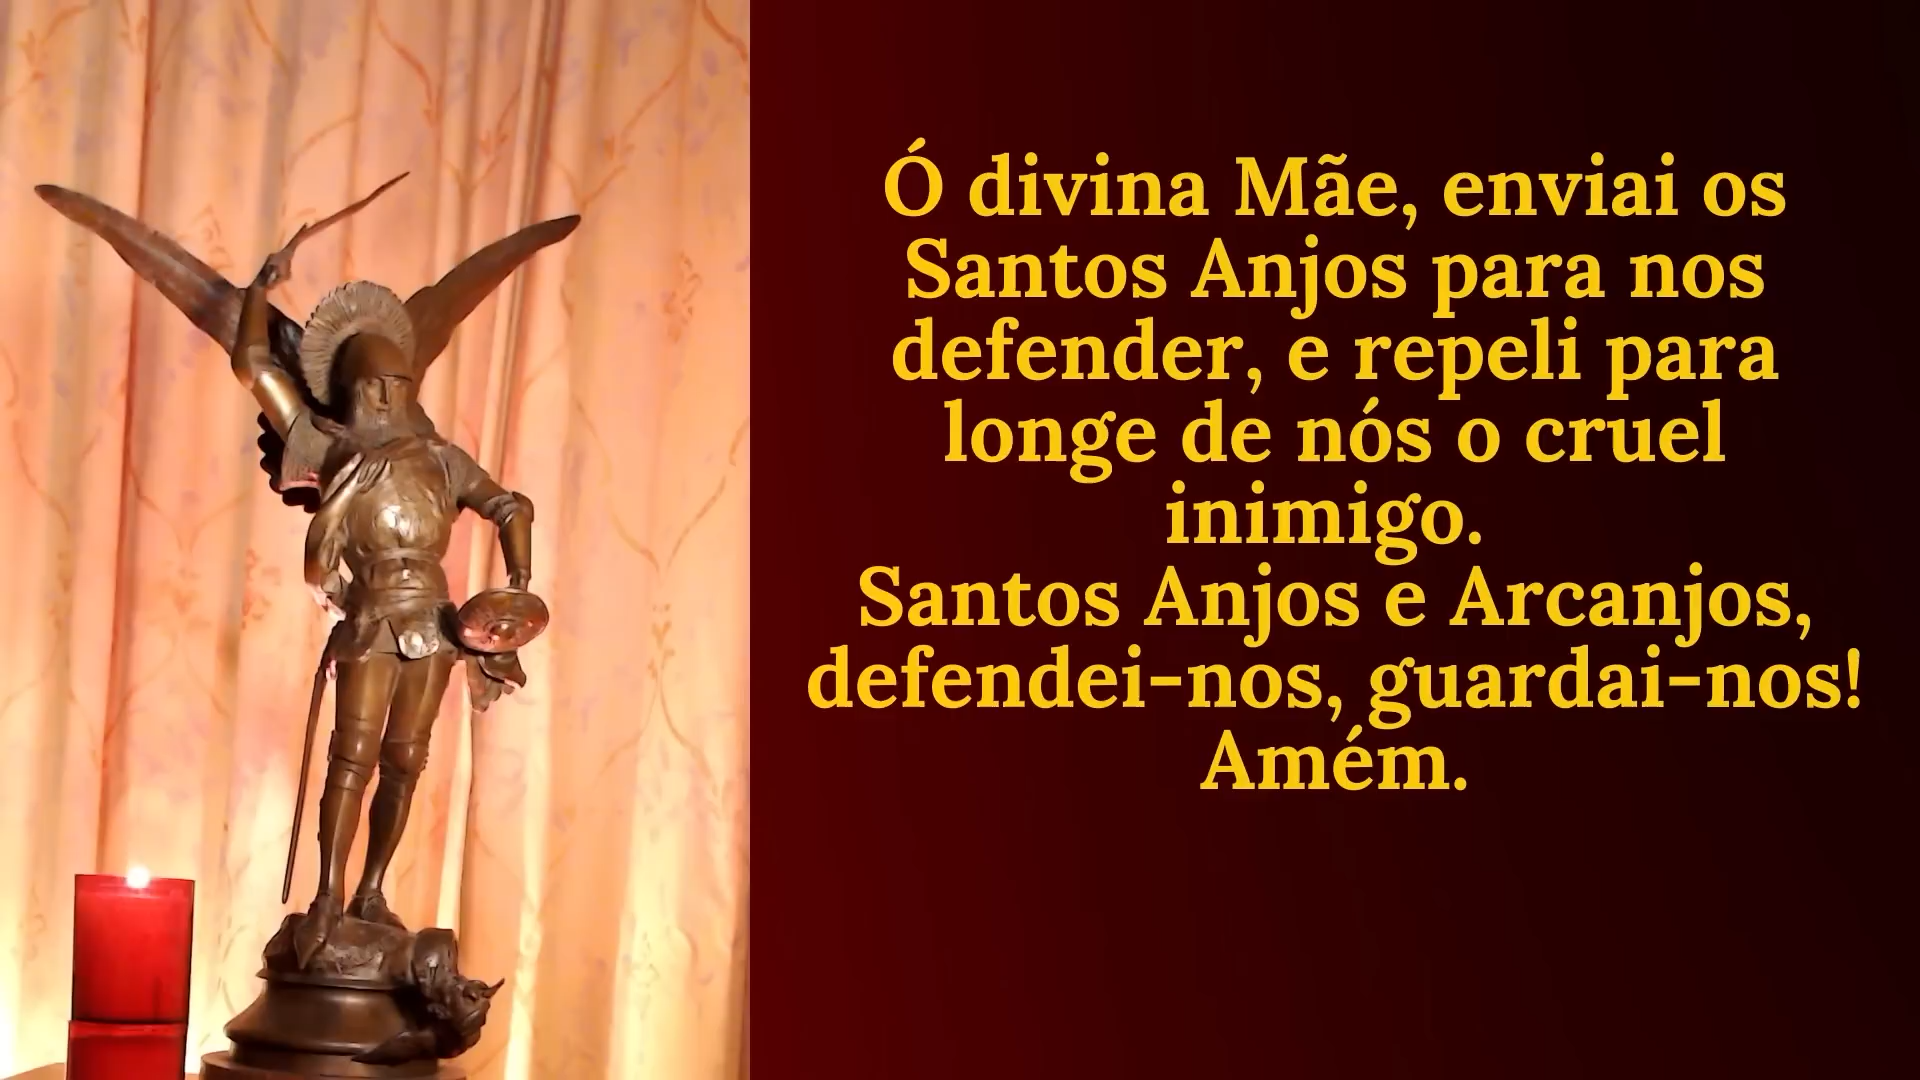 Ó divina Mãe, enviai os
Santos Anjos para nos
defender, e repeli para
longe de nós o cruel
inimigo.
Santos Anjos e Arcanjos,
defendei-nos, guardai-nos!
Amém.